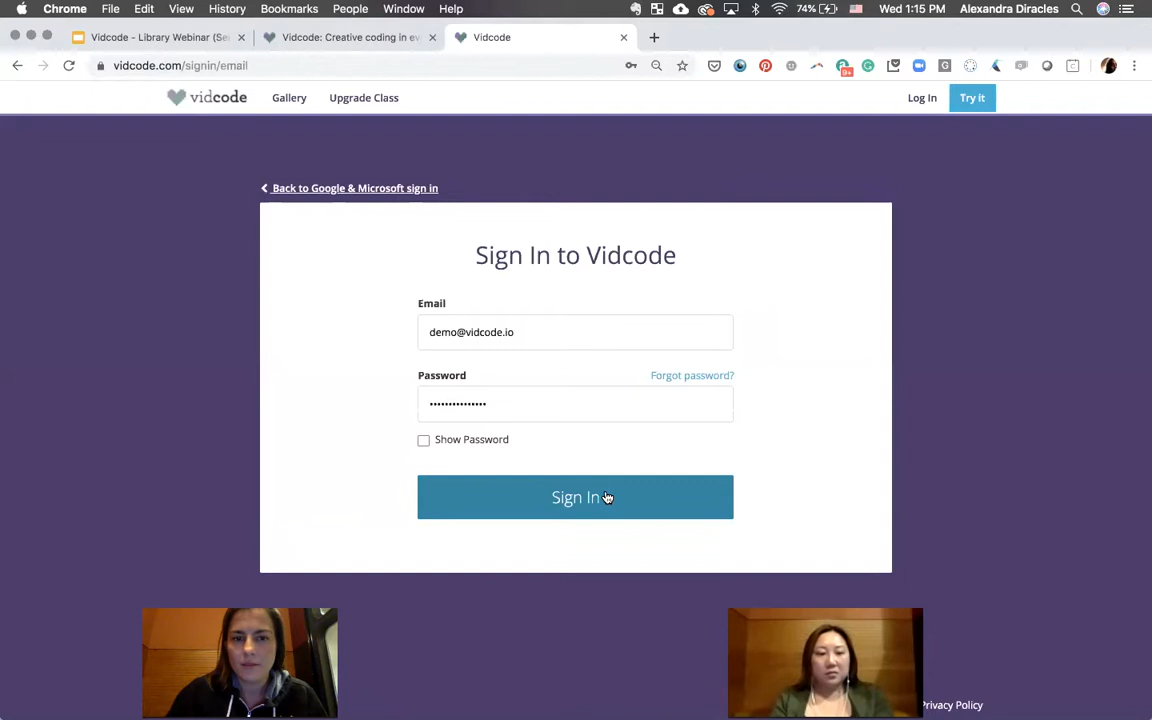 Chrome File Edit View History Bookmarks People Window Help 74% Wed 1:15 PM Alexandra Diracles
Vidcode - Library Webinar (Se
Vidcode: Creative coding in ev
Vidcode
vidcode.com/signin/email
9+
vidcode Gallery Upgrade Class Log In Try it
Back to Google & Microsoft sign in
Sign In to Vidcode
Email
demo@vidcode.io
Password Forgot password?
•••••••••••••••
Show Password
Sign In
Privacy Policy